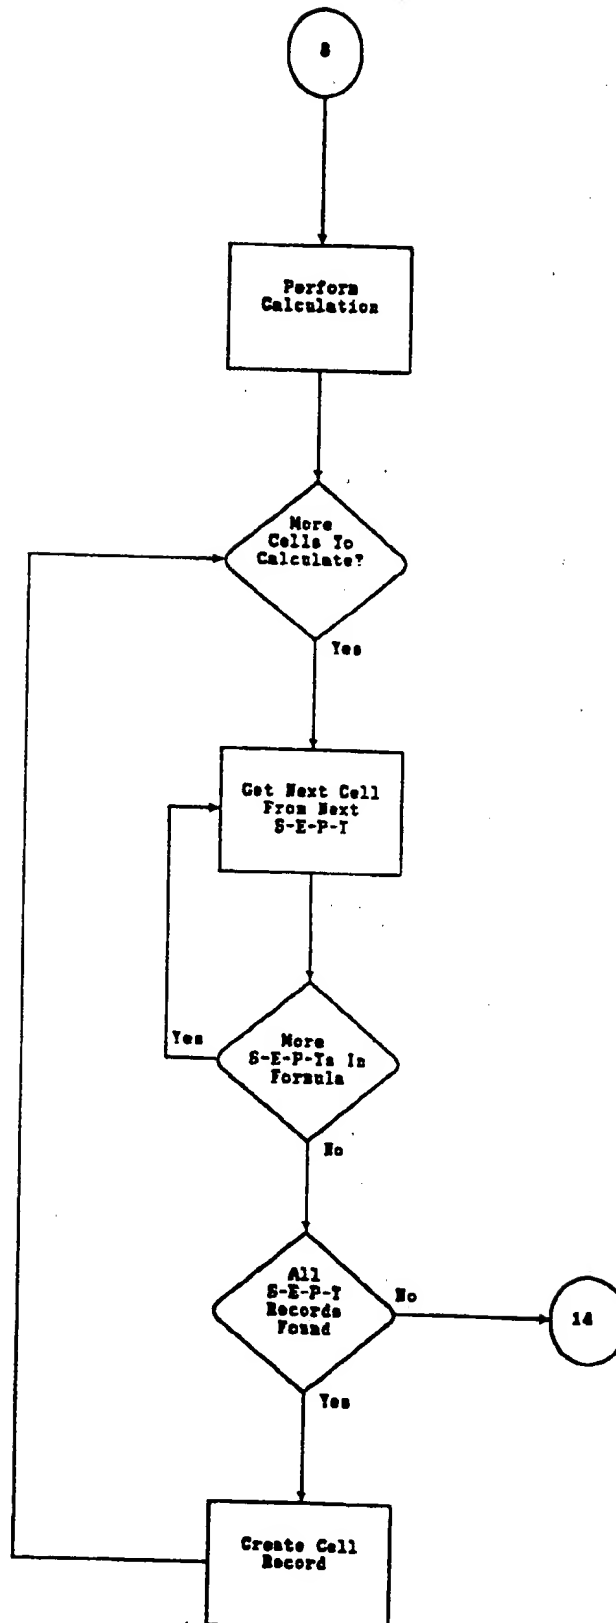 8
Perform
Calculation
More
Cells To
Calculate?
Yes
Get Next Cell
From Next
S-E-P-T
Yes
More
S-E-P-Ts In
Formula
No
All
S-E-P-T
Records
Found
No
14
Yes
Create Cell
Record